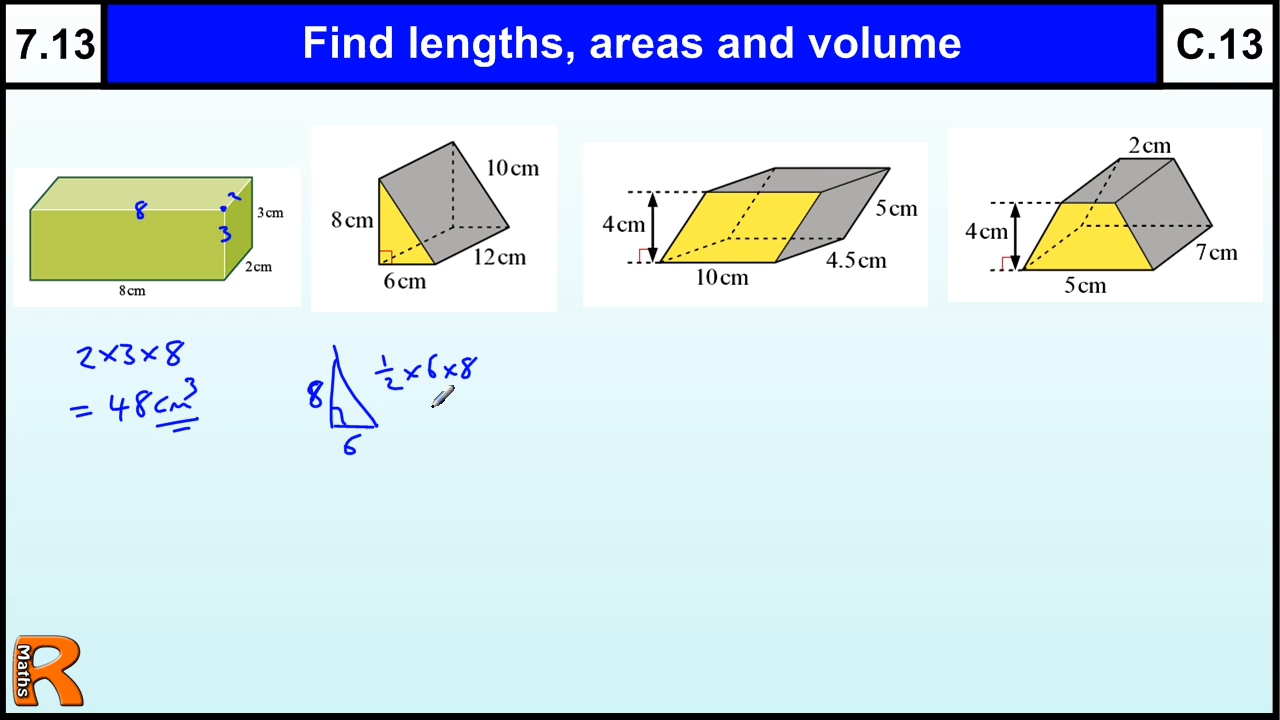 7.13
Find lengths, areas and volume
C.13
8
2
3
3cm
2cm
8cm
8cm
6cm
10cm
12cm
4cm
10cm
5cm
4.5cm
2cm
4cm
5cm
7cm
2×3×8
= 48cm³
8
6
½×6×8
R
Maths